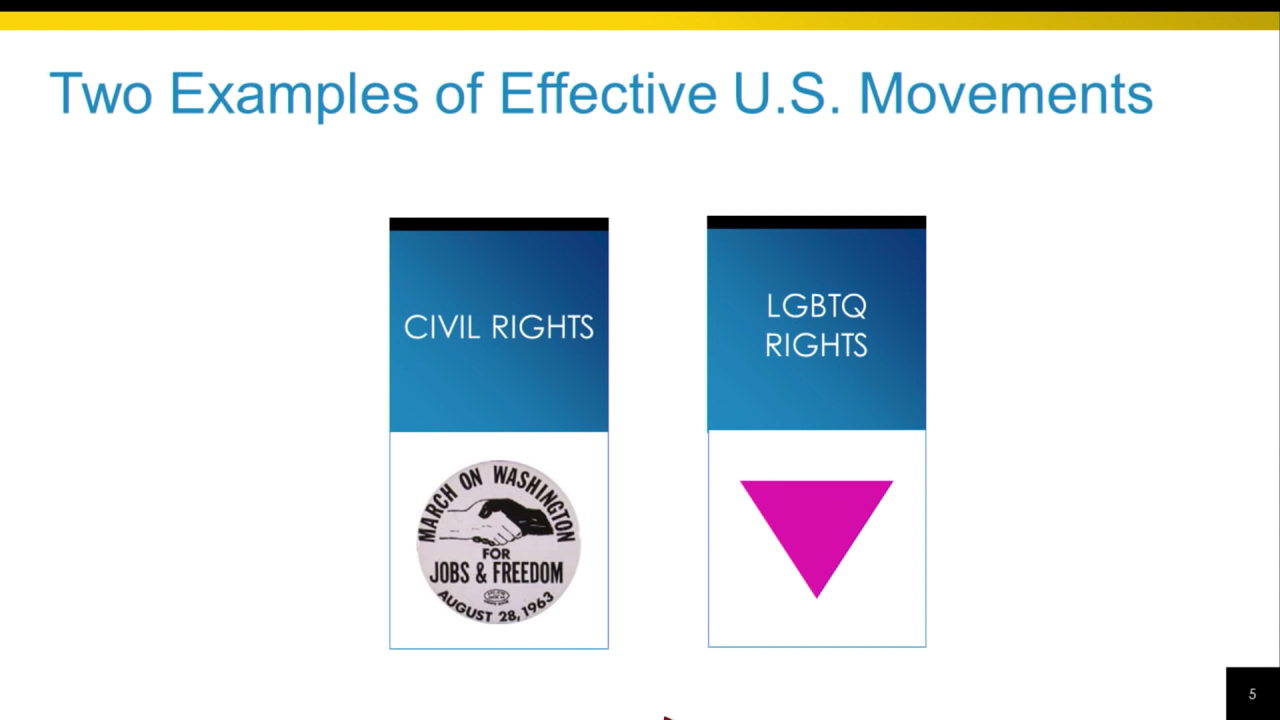 Two Examples of Effective U.S. Movements
CIVIL RIGHTS
LGBTQ
RIGHTS
MARCH ON WASHINGTON
FOR
JOBS & FREEDOM
AUGUST 28, 1963
5